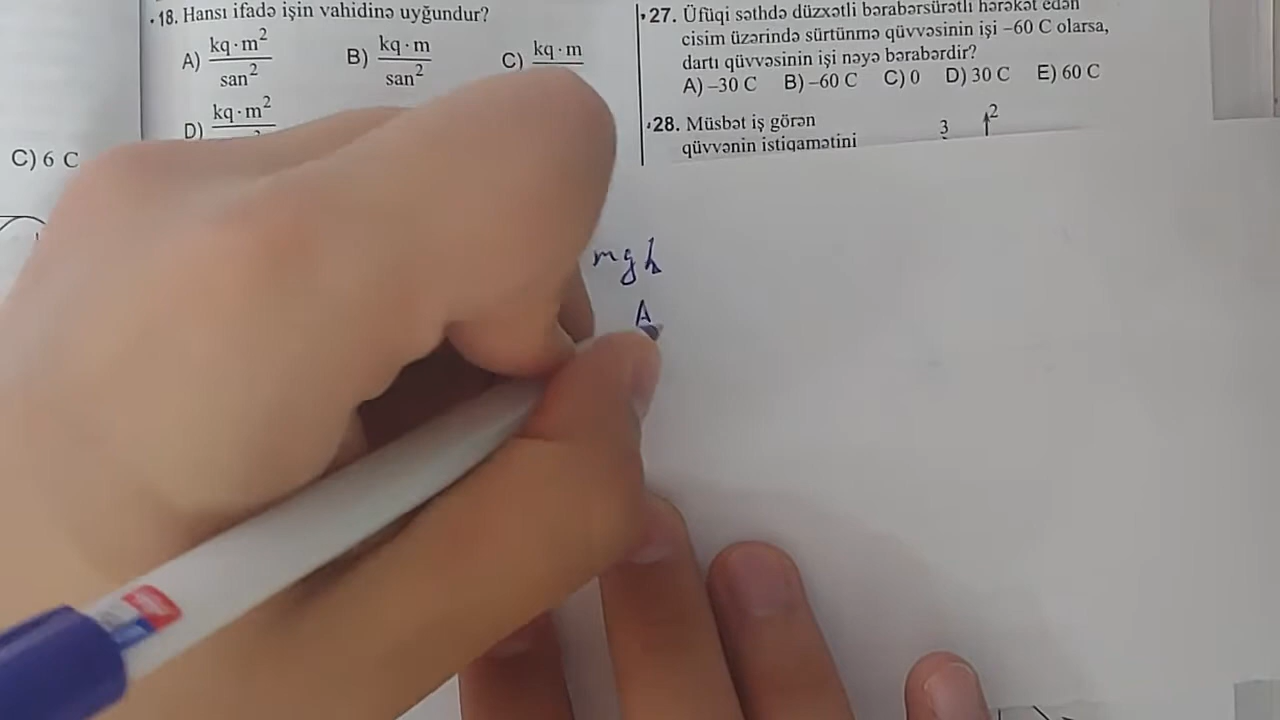 18. Hansı ifadə işin vahidinə uyğundur?
A) kq·m²/san² B) kq·m/san² C) kq·m
D) kq·m²
C) 6 C
27. Üfüqi səthdə düzxətli bərabərsürətli hərəkət edən
cisim üzərində sürtünmə qüvvəsinin işi –60 C olarsa,
dartı qüvvəsinin işi nəyə bərabərdir?
A) –30 C B) –60 C C) 0 D) 30 C E) 60 C
28. Müsbət iş görən
qüvvənin istiqamətini
3 2
mgh
A